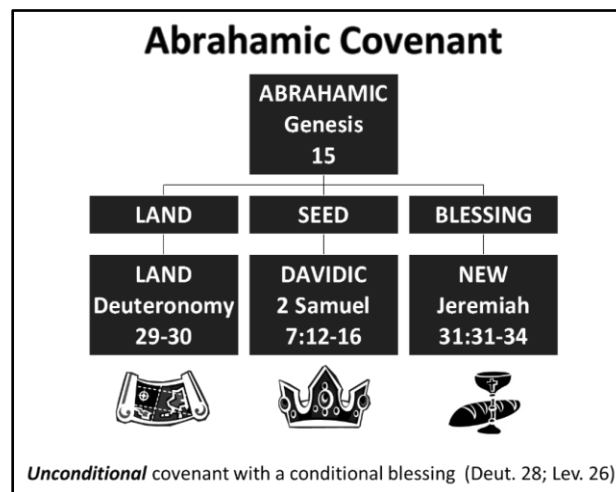 Abrahamic Covenant
ABRAHAMIC
Genesis
15
LAND
SEED
BLESSING
LAND
Deuteronomy
29-30
DAVIDIC
2 Samuel
7:12-16
NEW
Jeremiah
31:31-34
Unconditional covenant with a conditional blessing (Deut. 28; Lev. 26)